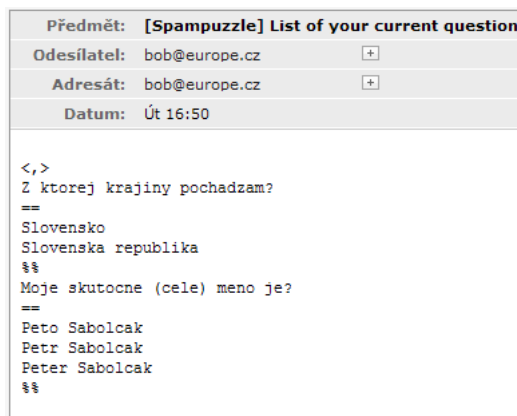 Předmět: [Spampuzzle] List of your current question
Odesílatel: bob@europe.cz
Adresát: bob@europe.cz
Datum: Út 16:50
<,>
Z ktorej krajiny pochadzam?
==
Slovensko
Slovenska republika
%%
Moje skutocne (cele) meno je?
==
Peto Sabolcak
Petr Sabolcak
Peter Sabolcak
%%